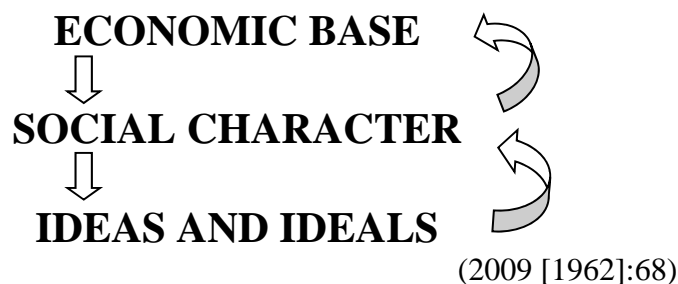 ECONOMIC BASE
SOCIAL CHARACTER
IDEAS AND IDEALS
(2009 [1962]:68)